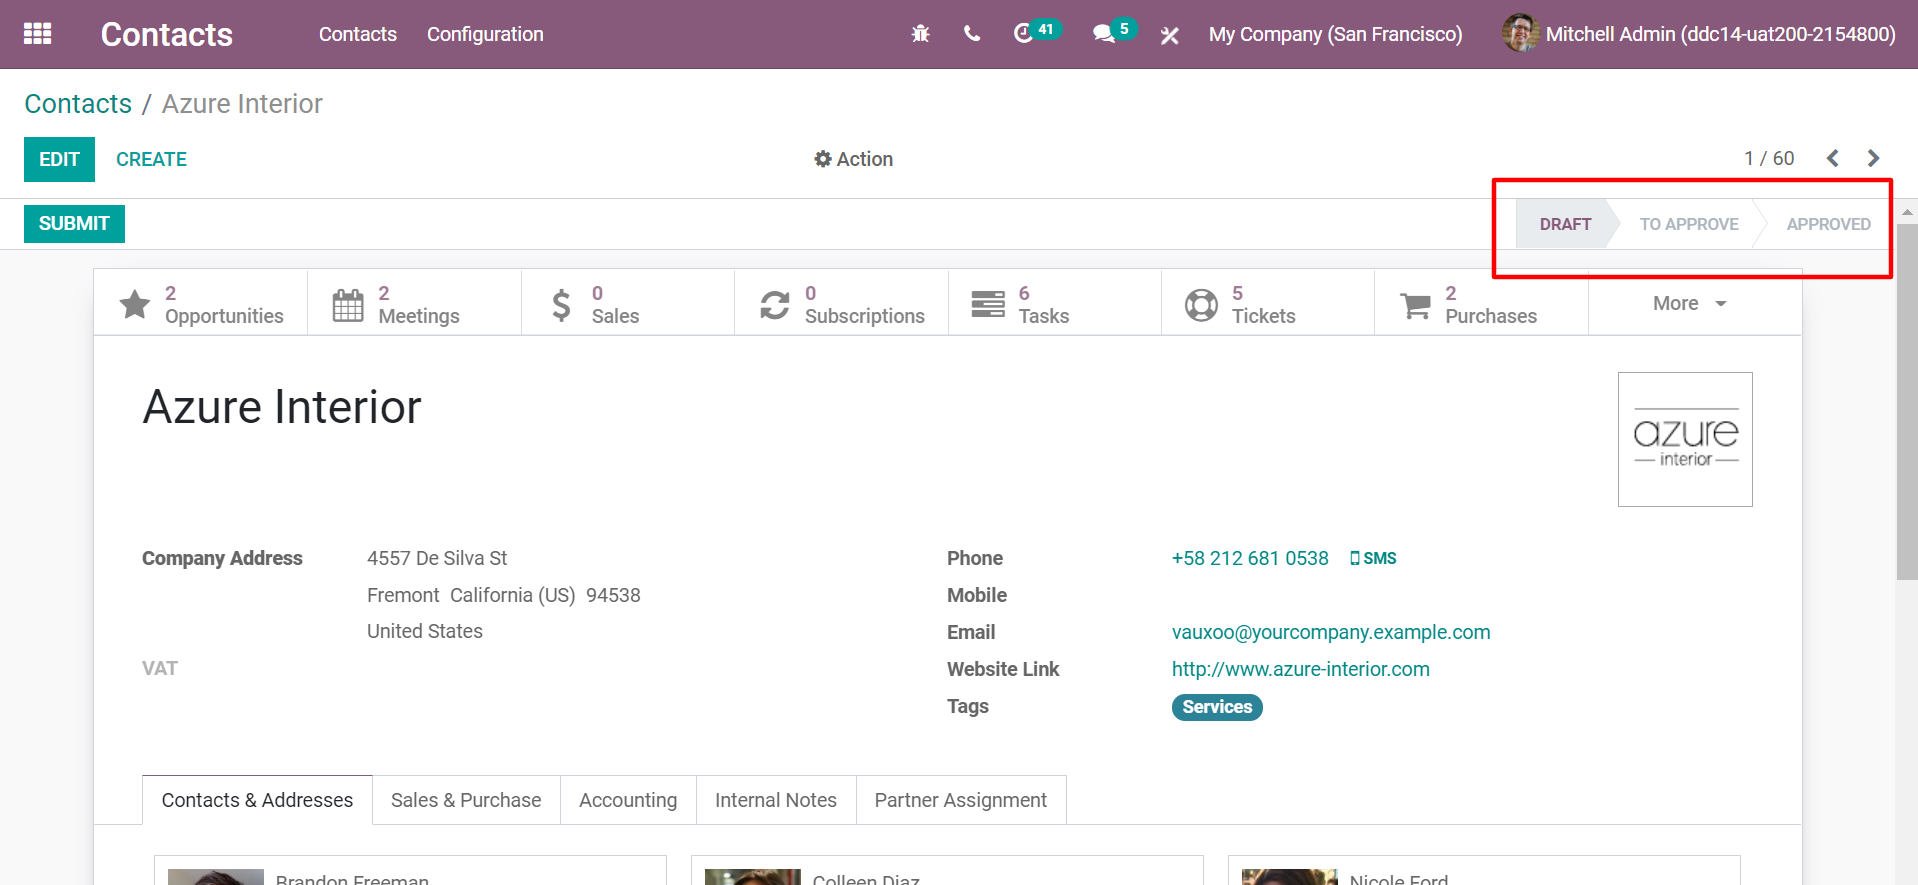 Contacts Contacts Configuration 41 5 My Company (San Francisco) Mitchell Admin (ddc14-uat200-2154800)
Contacts / Azure Interior
EDIT CREATE Action 1 / 60
SUBMIT DRAFT TO APPROVE APPROVED
2 Opportunities
2 Meetings
$ 0 Sales
0 Subscriptions
6 Tasks
5 Tickets
2 Purchases
More
Azure Interior
azure
interior
Company Address 4557 De Silva St
Fremont California (US) 94538
United States
VAT
Phone +58 212 681 0538 SMS
Mobile
Email vauxoo@yourcompany.example.com
Website Link http://www.azure-interior.com
Tags Services
Contacts & Addresses Sales & Purchase Accounting Internal Notes Partner Assignment
Brandon Freeman Colleen Diaz Nicole Ford